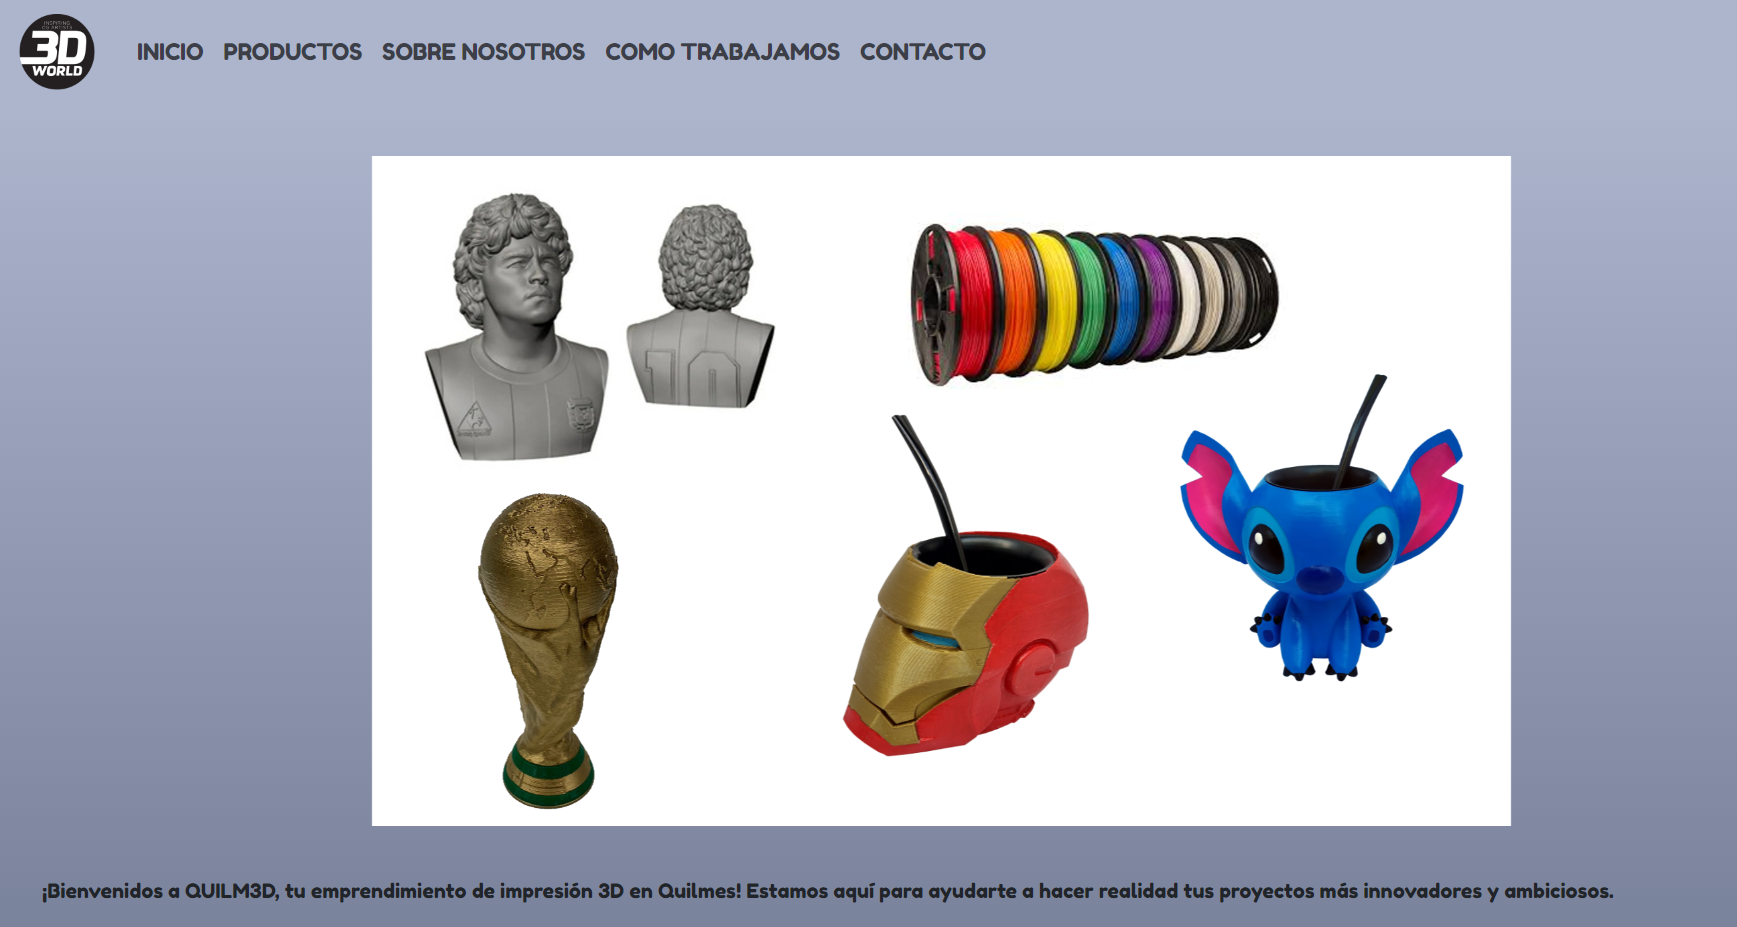 3D
WORLD
INICIO PRODUCTOS SOBRE NOSOTROS COMO TRABAJAMOS CONTACTO
10
¡Bienvenidos a QUILM3D, tu emprendimiento de impresión 3D en Quilmes! Estamos aquí para ayudarte a hacer realidad tus proyectos más innovadores y ambiciosos.